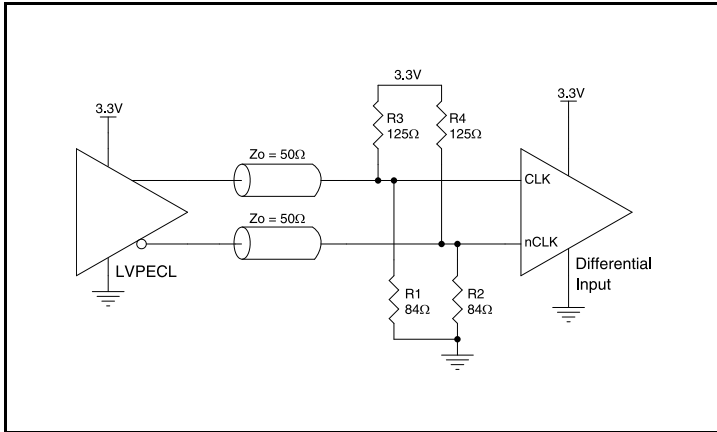 3.3V
3.3V
3.3V
R3
125Ω
R4
125Ω
Zo = 50Ω
CLK
Zo = 50Ω
nCLK
LVPECL
Differential
Input
R1
84Ω
R2
84Ω